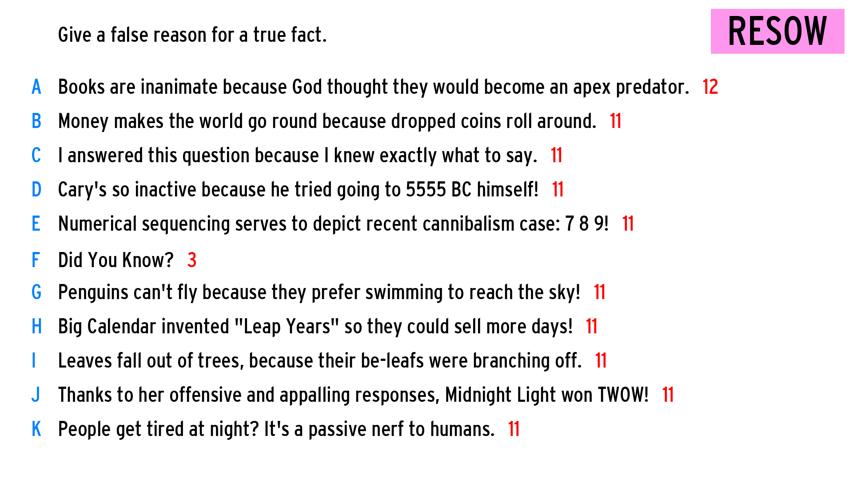 Give a false reason for a true fact.
RESOW
A Books are inanimate because God thought they would become an apex predator. 12
B Money makes the world go round because dropped coins roll around. 11
C I answered this question because I knew exactly what to say. 11
D Cary's so inactive because he tried going to 5555 BC himself! 11
E Numerical sequencing serves to depict recent cannibalism case: 7 8 9! 11
F Did You Know? 3
G Penguins can't fly because they prefer swimming to reach the sky! 11
H Big Calendar invented "Leap Years" so they could sell more days! 11
I Leaves fall out of trees, because their be-leafs were branching off. 11
J Thanks to her offensive and appalling responses, Midnight Light won TWOW! 11
K People get tired at night? It's a passive nerf to humans. 11